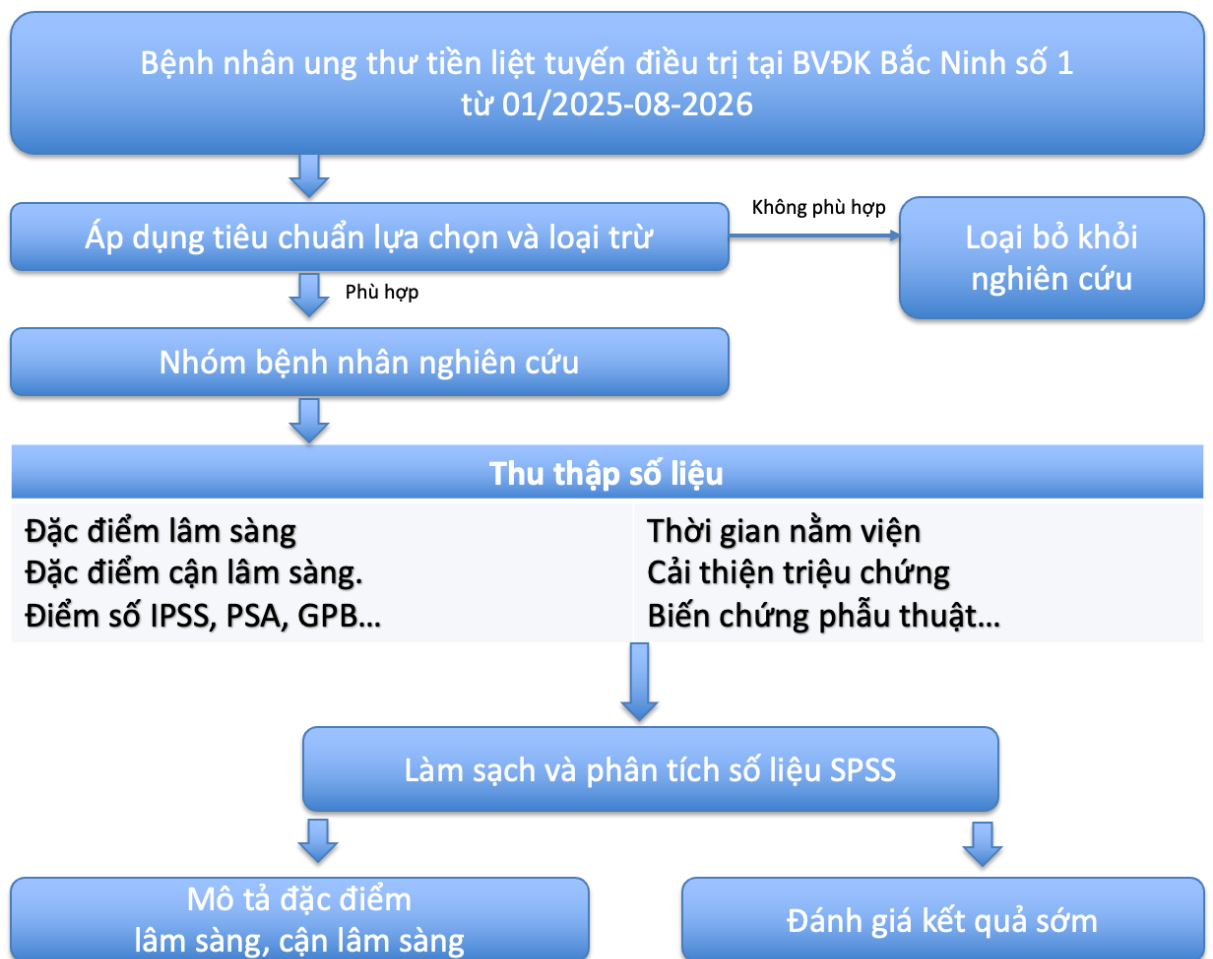 Bệnh nhân ung thư tiền liệt tuyến điều trị tại BVĐK Bắc Ninh số 1
từ 01/2025-08-2026
Áp dụng tiêu chuẩn lựa chọn và loại trừ
Không phù hợp
Loại bỏ khỏi
nghiên cứu
Phù hợp
Nhóm bệnh nhân nghiên cứu
Thu thập số liệu
Đặc điểm lâm sàng
Đặc điểm cận lâm sàng.
Điểm số IPSS, PSA, GPB...
Thời gian nằm viện
Cải thiện triệu chứng
Biến chứng phẫu thuật...
Làm sạch và phân tích số liệu SPSS
Mô tả đặc điểm
lâm sàng, cận lâm sàng
Đánh giá kết quả sớm